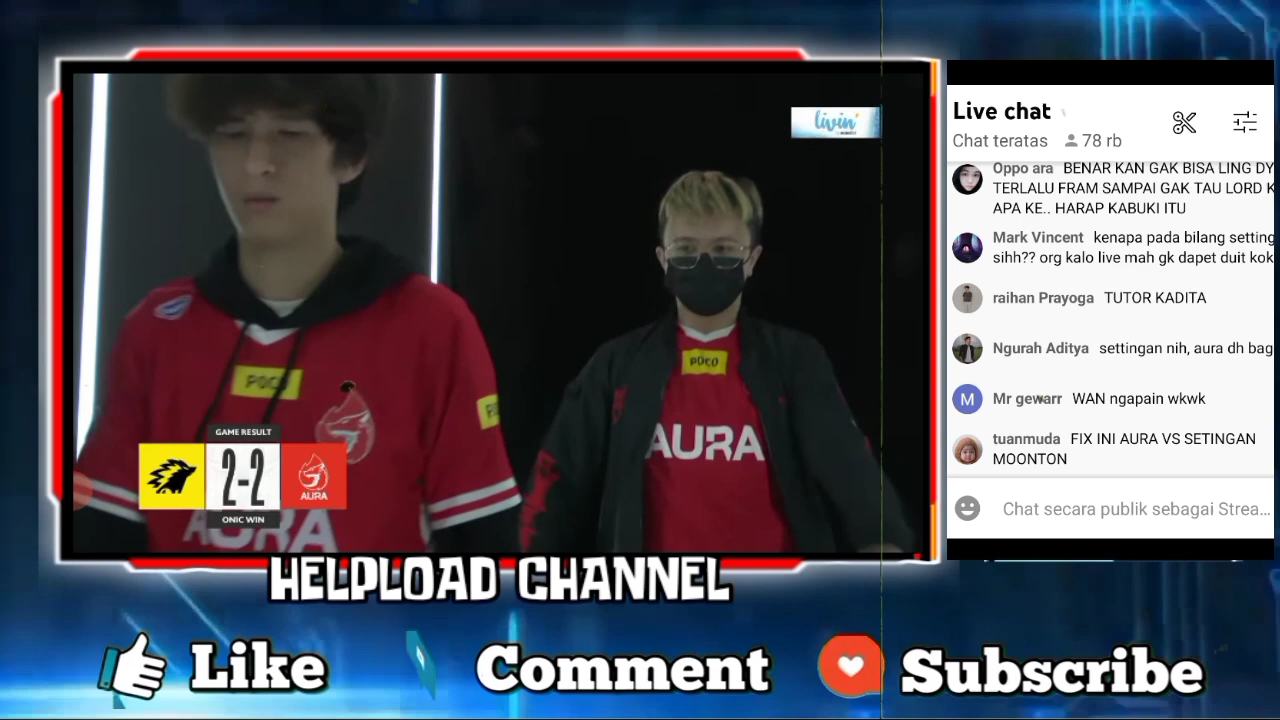 livin'
POCO
POCO
AURA
GAME RESULT
2-2
AURA
ONIC WIN
AURA
HELPLOAD CHANNEL
Like
Comment
Subscribe
Live chat
Chat teratas 78 rb
Oppo ara BENAR KAN GAK BISA LING DY
TERLALU FRAM SAMPAI GAK TAU LORD K
APA KE.. HARAP KABUKI ITU
Mark Vincent kenapa pada bilang setting
sihh?? org kalo live mah gk dapet duit kok
raihan Prayoga TUTOR KADITA
Ngurah Aditya settingan nih, aura dh bag
M
Mr gewarr WAN ngapain wkwk
tuanmuda FIX INI AURA VS SETINGAN
MOONTON
Chat secara publik sebagai Strea...